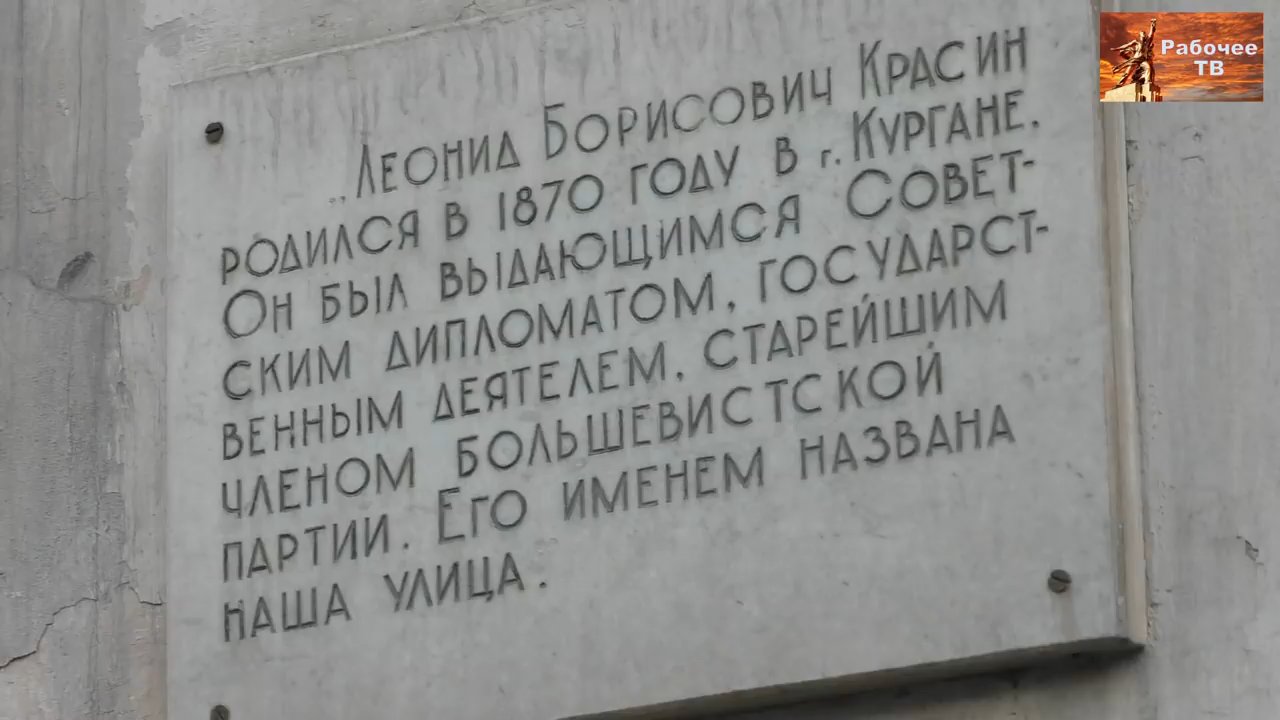 Леонид Борисович Красин
родился в 1870 году в г. Кургане.
Он был выдающимся Совет-
ским дипломатом, государст-
венным деятелем, старейшим
членом большевистской
партии. Его именем названа
наша улица.
Рабочее
ТВ